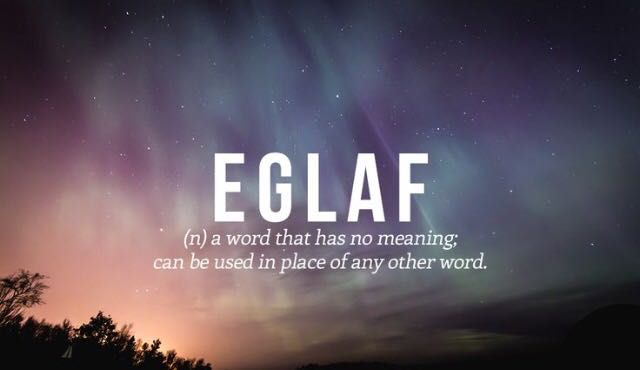 EGLAF
(n) a word that has no meaning;
can be used in place of any other word.